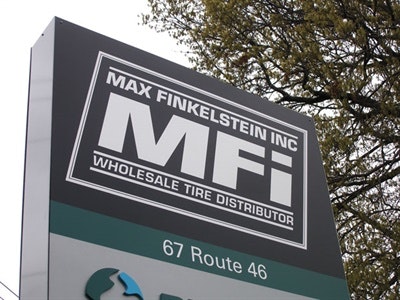 MAX FINKELSTEIN INC
MFi
WHOLESALE TIRE DISTRIBUTOR
67 Route 46